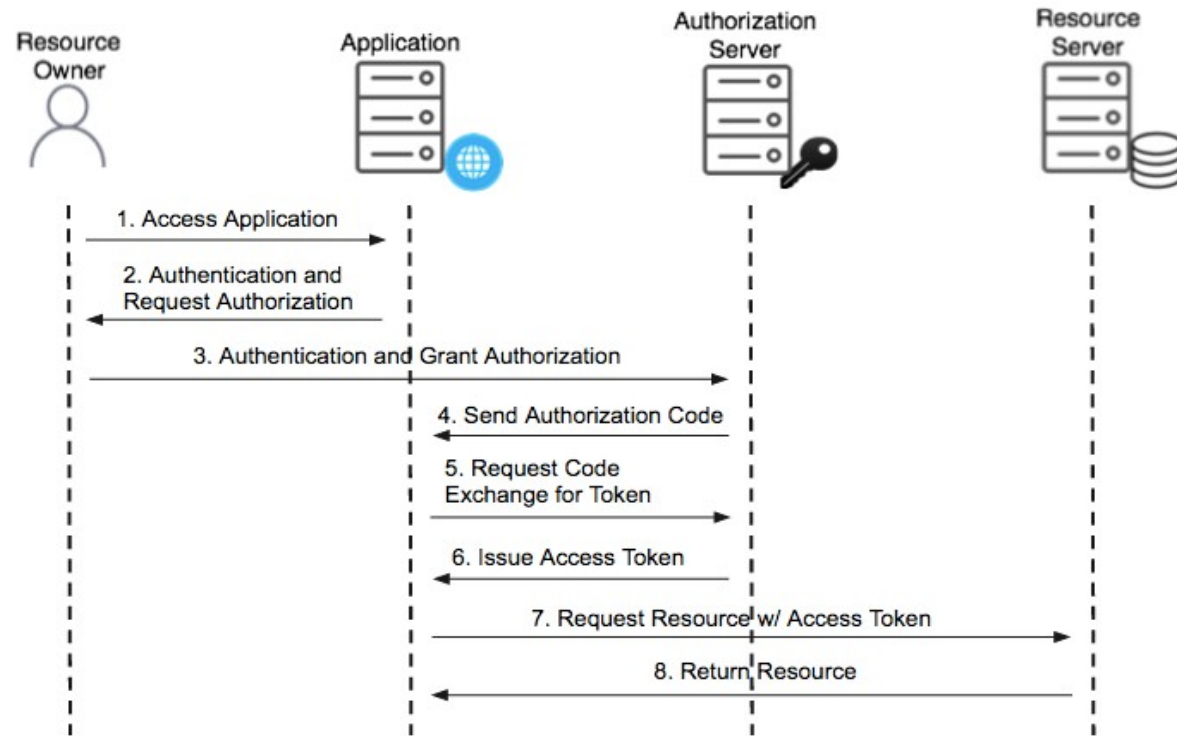 Resource
Owner
Application
Authorization
Server
Resource
Server
1. Access Application
2. Authentication and
Request Authorization
3. Authentication and Grant Authorization
4. Send Authorization Code
5. Request Code
Exchange for Token
6. Issue Access Token
7. Request Resource w/ Access Token
8. Return Resource